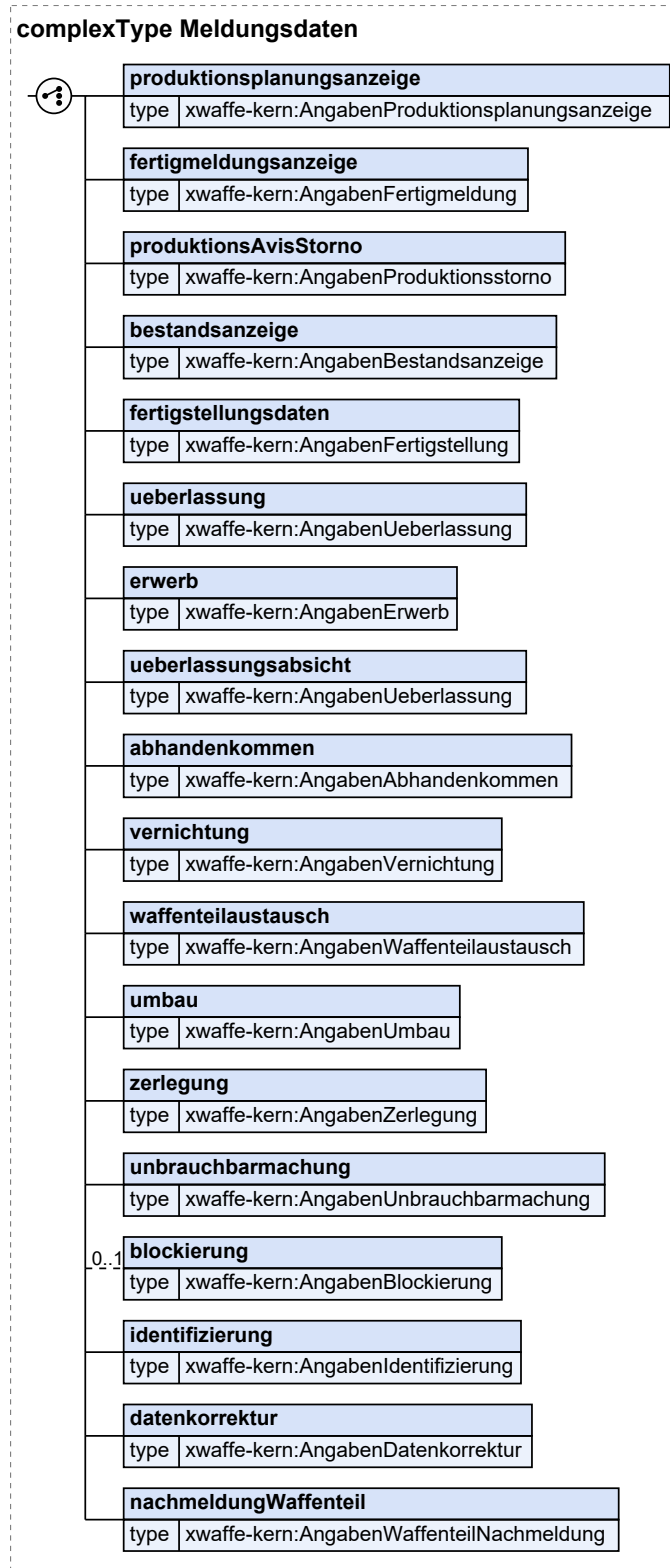 complexType Meldungsdaten
produktionsplanungsanzeige
type xwaffe-kern:AngabenProduktionsplanungsanzeige
fertigmeldungsanzeige
type xwaffe-kern:AngabenFertigmeldung
produktionsAvisStorno
type xwaffe-kern:AngabenProduktionsstorno
bestandsanzeige
type xwaffe-kern:AngabenBestandsanzeige
fertigstellungsdaten
type xwaffe-kern:AngabenFertigstellung
ueberlassung
type xwaffe-kern:AngabenUeberlassung
erwerb
type xwaffe-kern:AngabenErwerb
ueberlassungsabsicht
type xwaffe-kern:AngabenUeberlassung
abhandenkommen
type xwaffe-kern:AngabenAbhandenkommen
vernichtung
type xwaffe-kern:AngabenVernichtung
waffenteilaustausch
type xwaffe-kern:AngabenWaffenteilaustausch
umbau
type xwaffe-kern:AngabenUmbau
zerlegung
type xwaffe-kern:AngabenZerlegung
unbrauchbarmachung
type xwaffe-kern:AngabenUnbrauchbarmachung
0..1 blockierung
type xwaffe-kern:AngabenBlockierung
identifizierung
type xwaffe-kern:AngabenIdentifizierung
datenkorrektur
type xwaffe-kern:AngabenDatenkorrektur
nachmeldungWaffenteil
type xwaffe-kern:AngabenWaffenteilNachmeldung